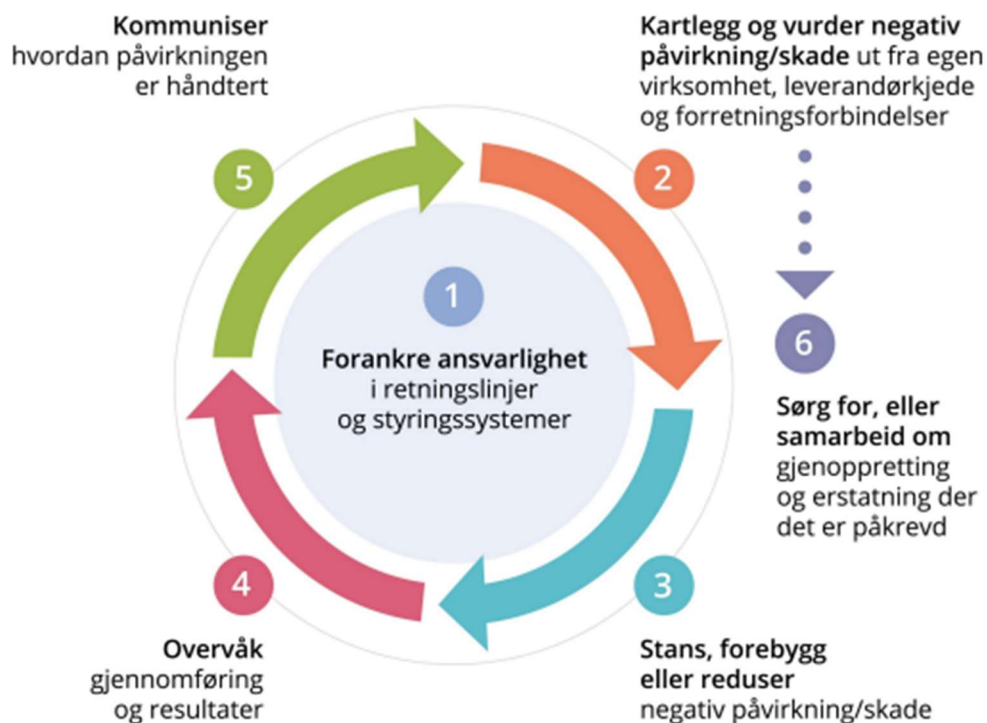 Kommuniser
hvordan påvirkningen
er håndtert
Kartlegg og vurder negativ
påvirkning/skade ut fra egen
virksomhet, leverandørkjede
og forretningsforbindelser
5
2
1
Forankre ansvarlighet
i retningslinjer
og styringssystemer
6
Sørg for, eller
samarbeid om
gjenoppretting
og erstatning der
det er påkrevd
4
3
Overvåk
gjennomføring
og resultater
Stans, forebygg
eller reduser
negativ påvirkning/skade